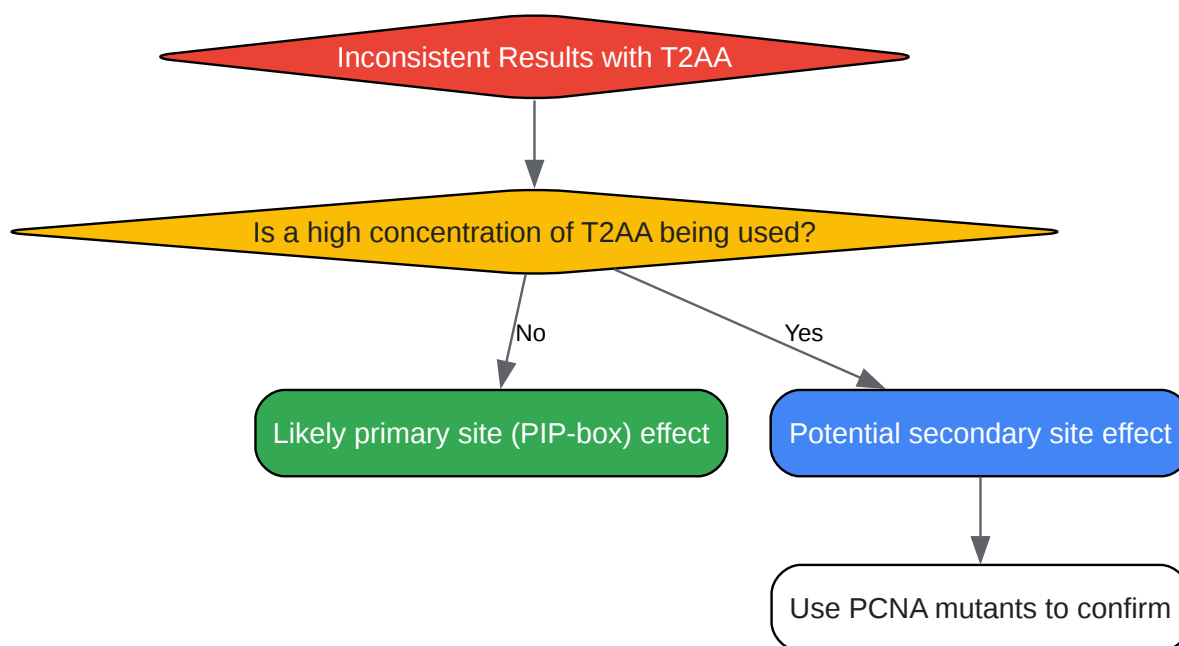 Inconsistent Results with T2AA
Is a high concentration of T2AA being used?
No
Yes
Likely primary site (PIP-box) effect
Potential secondary site effect
Use PCNA mutants to confirm